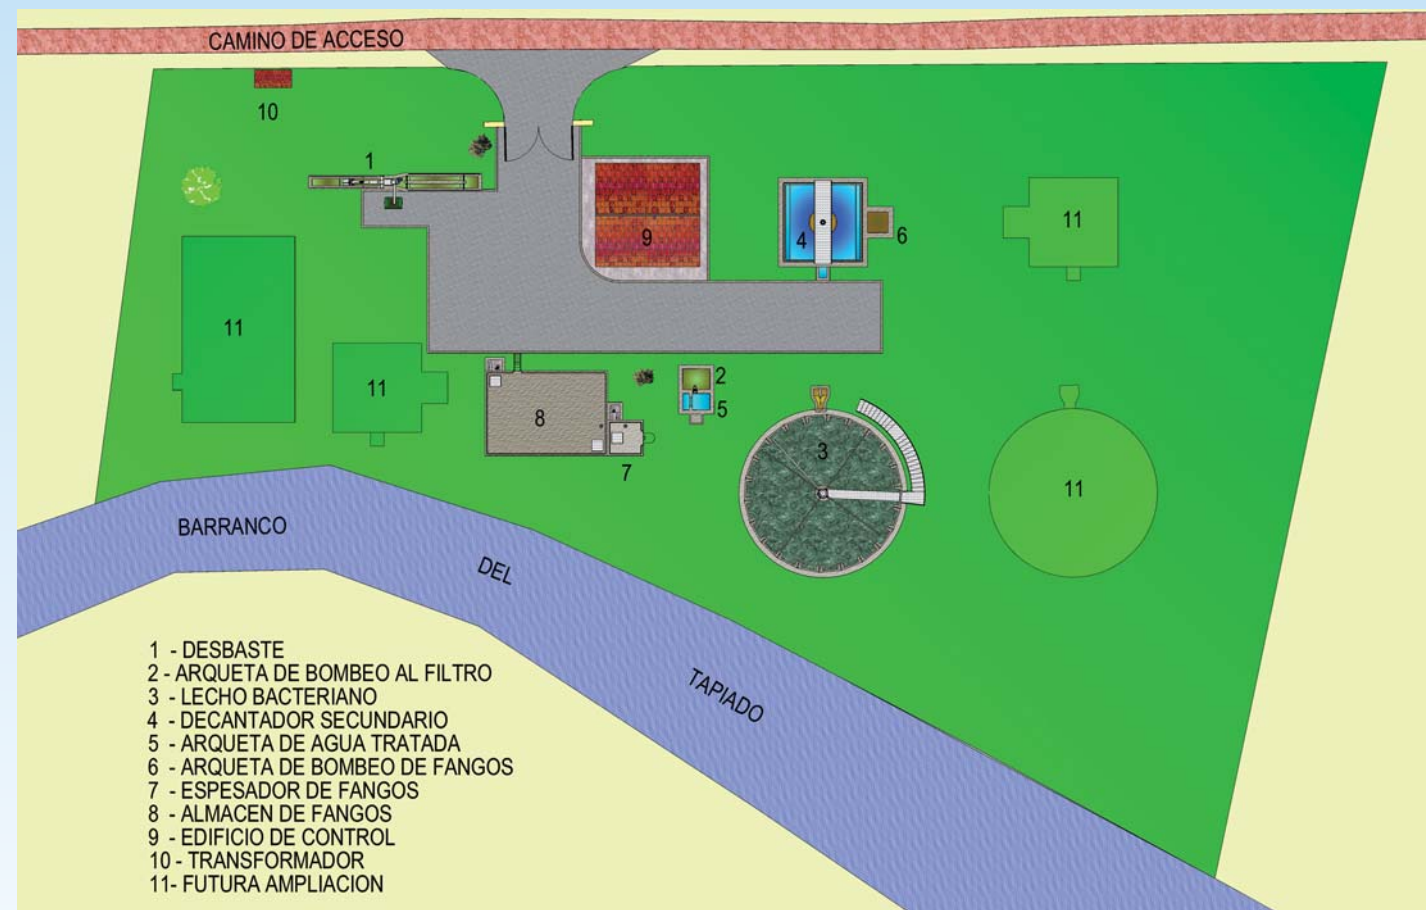 CAMINO DE ACCESO
10
1
9
4
6
11
11
11
8
7
2
5
3
11
BARRANCO
DEL
TAPIADO
1 - DESBASTE
2 - ARQUETA DE BOMBEO AL FILTRO
3 - LECHO BACTERIANO
4 - DECANTADOR SECUNDARIO
5 - ARQUETA DE AGUA TRATADA
6 - ARQUETA DE BOMBEO DE FANGOS
7 - ESPESADOR DE FANGOS
8 - ALMACEN DE FANGOS
9 - EDIFICIO DE CONTROL
10 - TRANSFORMADOR
11- FUTURA AMPLIACION